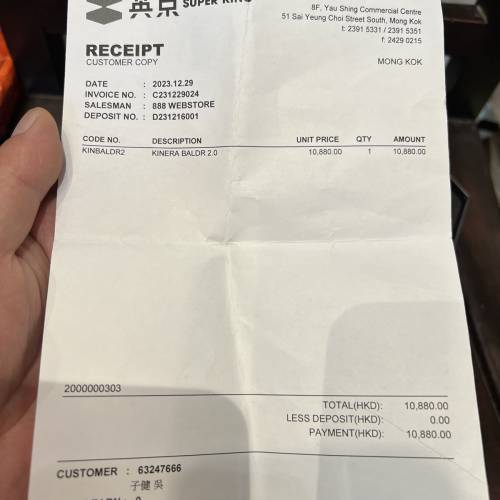 英京 SUPER KING
8F, Yau Shing Commercial Centre
51 Sai Yeung Choi Street South, Mong Kok
t: 2391 5331 / 2391 5351
f: 2429 0215
RECEIPT
CUSTOMER COPY
MONG KOK
DATE : 2023.12.29
INVOICE NO. : C231229024
SALESMAN : 888 WEBSTORE
DEPOSIT NO. : D231216001
CODE NO. DESCRIPTION UNIT PRICE QTY AMOUNT
KINBALDR2 KINERA BALDR 2.0 10,880.00 1 10,880.00
2000000303
TOTAL(HKD): 10,880.00
LESS DEPOSIT(HKD): 0.00
PAYMENT(HKD): 10,880.00
CUSTOMER : 63247666
子健 吳